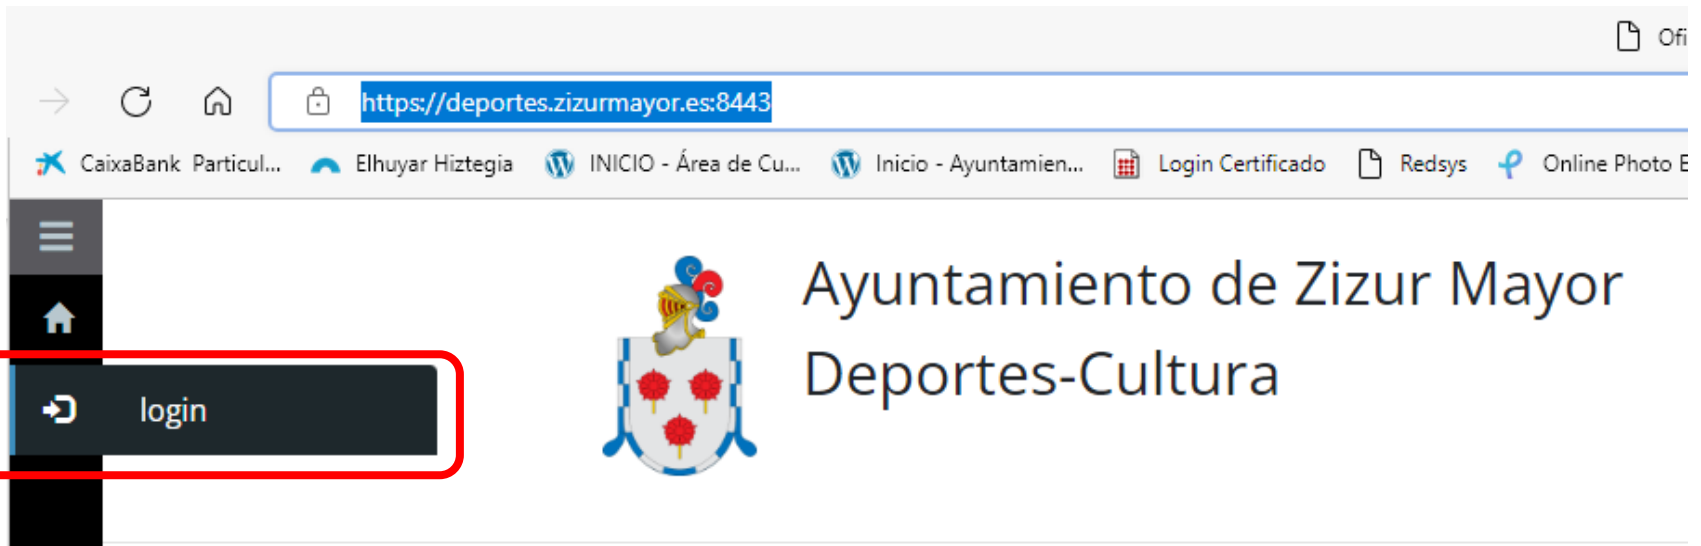 Ofi
https://deportes.zizurmayor.es:8443
CaixaBank Particul... Elhuyar Hiztegia INICIO - Área de Cu... Inicio - Ayuntamien... Login Certificado Redsys Online Photo E
Ayuntamiento de Zizur Mayor
Deportes-Cultura
login